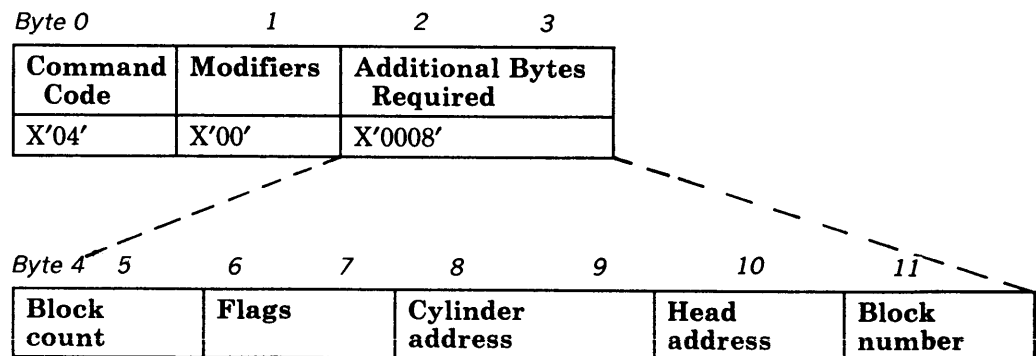 Byte 0 1 2 3
Command Modifiers Additional Bytes
Code Required
X'04' X'00' X'0008'
Byte 4 5 6 7 8 9 10 11
Block Flags Cylinder Head Block
count address address number